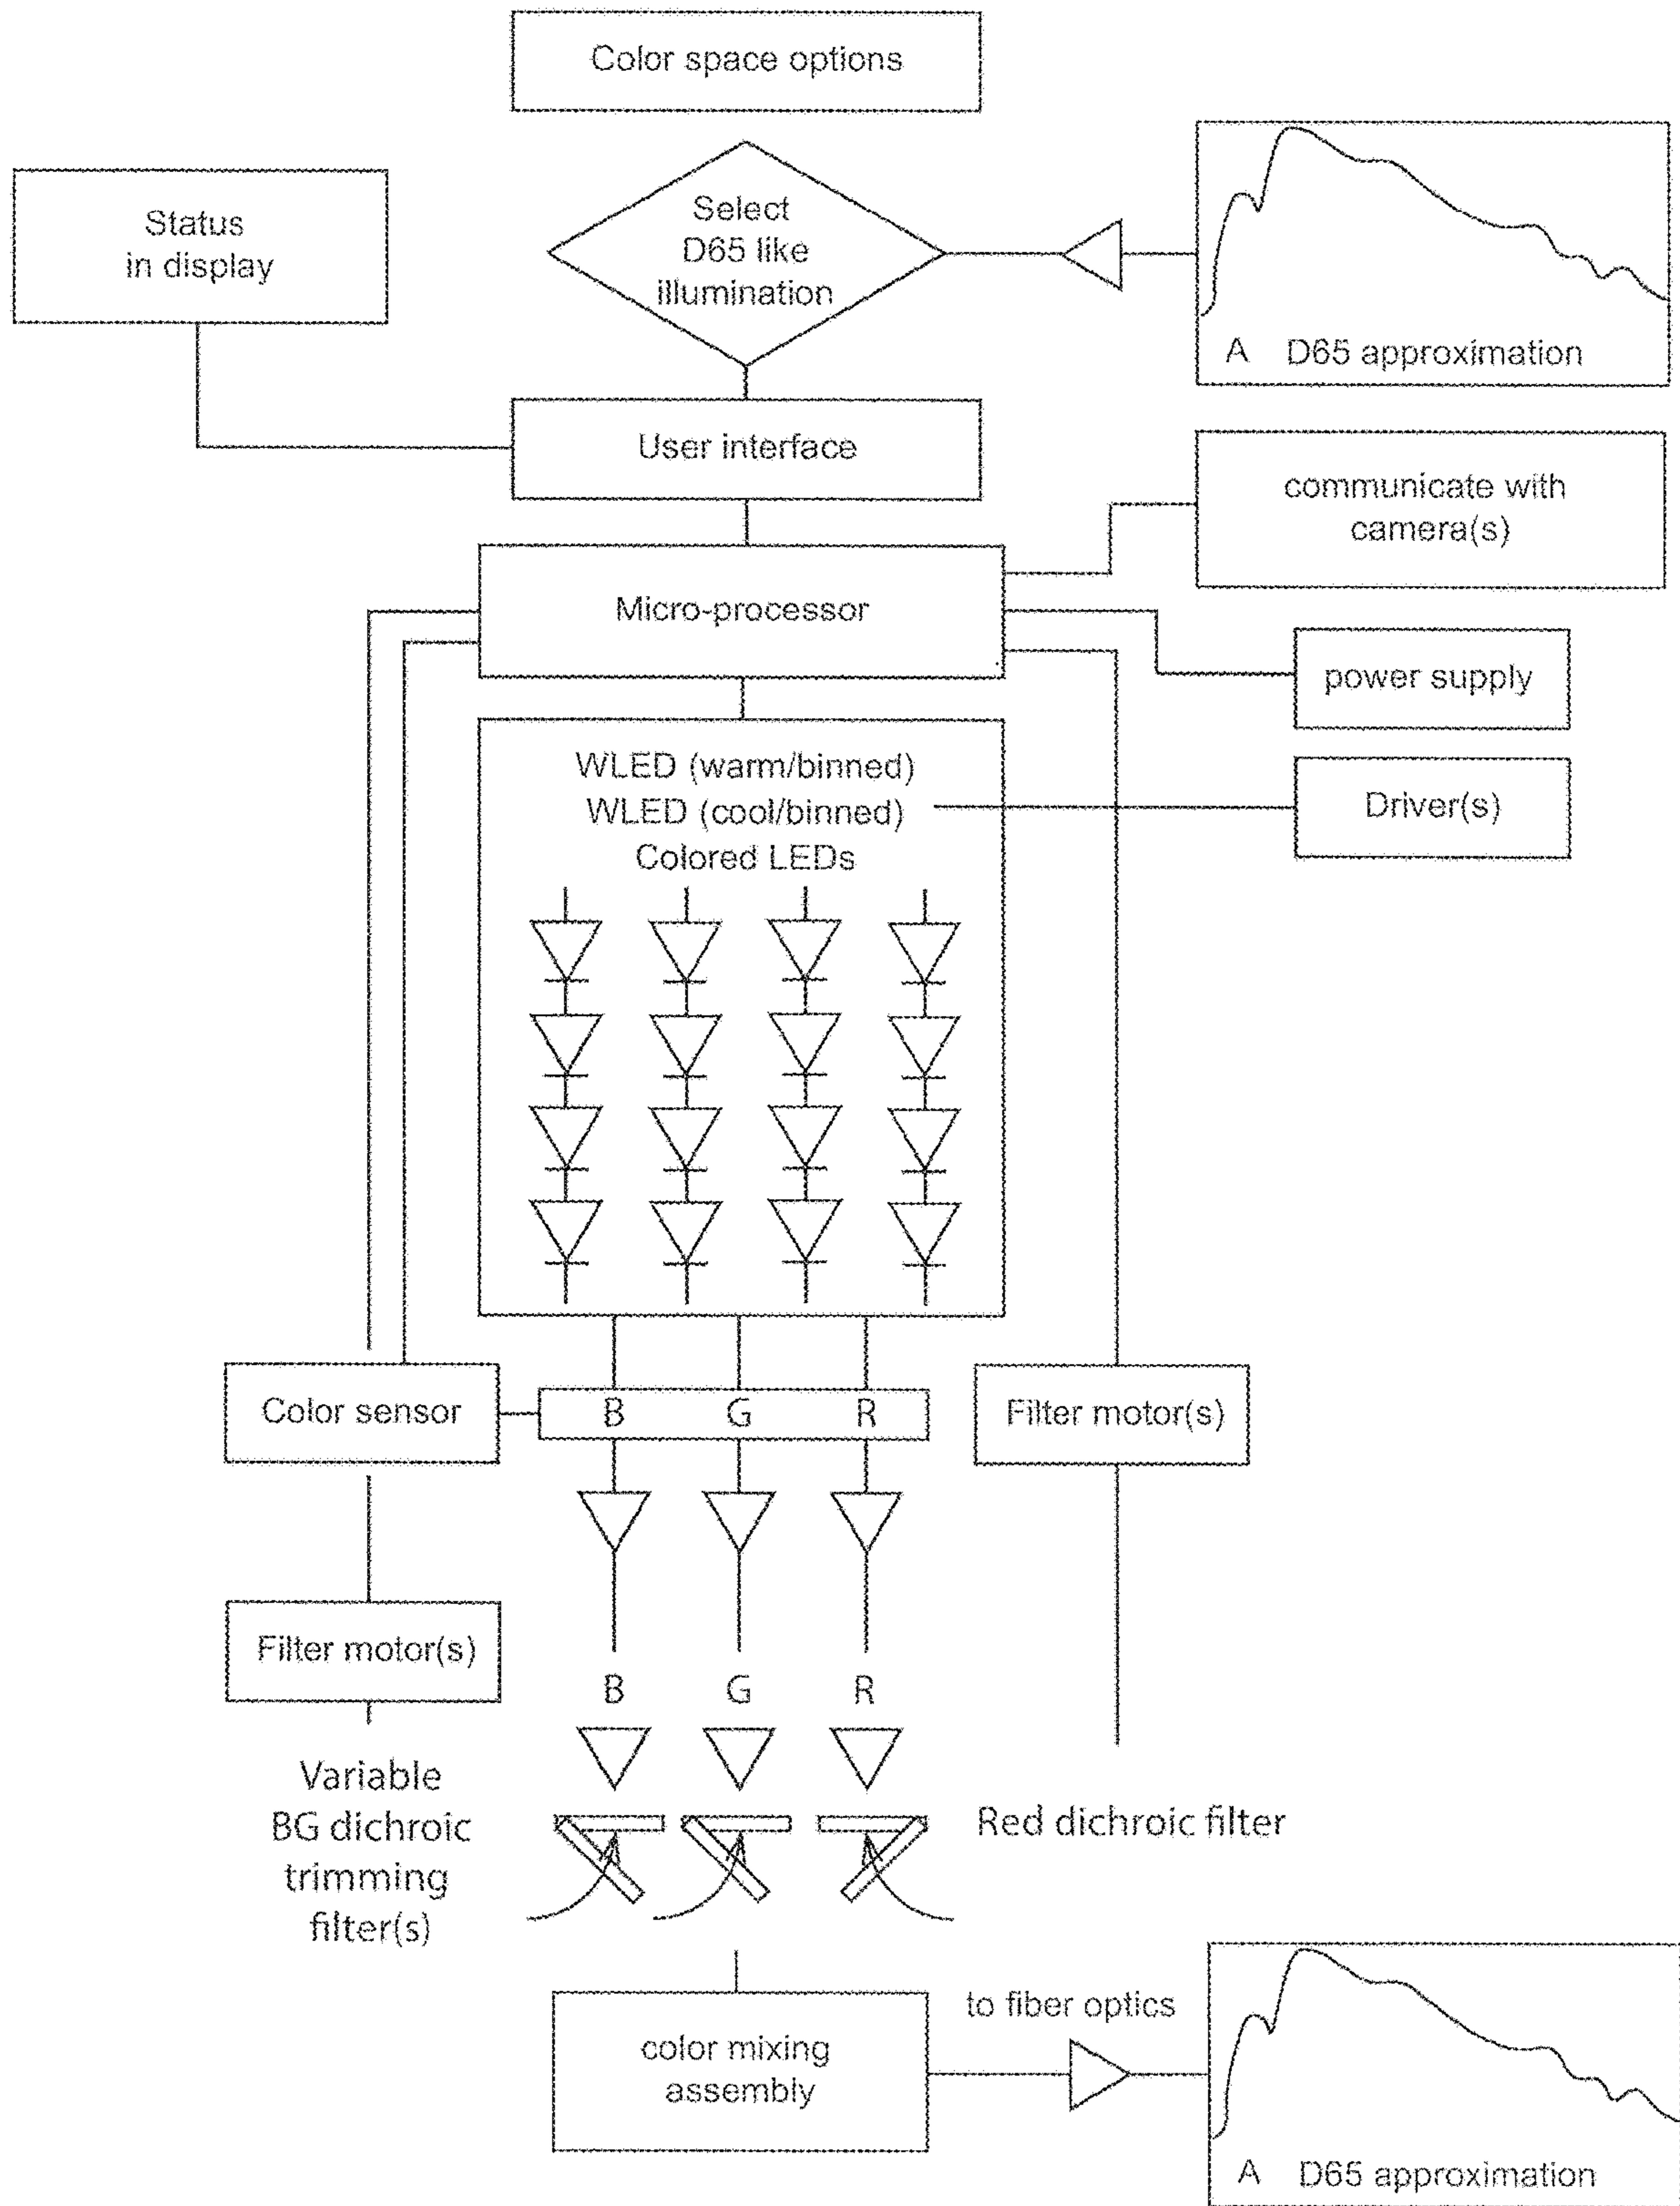 Color space options
Status
in display
Select
D65 like
illumination
A D65 approximation
User interface
communicate with
camera(s)
Micro-processor
power supply
WLED (warm/binned)
WLED (cool/binned)
Colored LEDs
Driver(s)
Color sensor
B G R
Filter motor(s)
Filter motor(s)
B G R
Variable
BG dichroic
trimming
filter(s)
Red dichroic filter
color mixing
assembly
to fiber optics
A D65 approximation